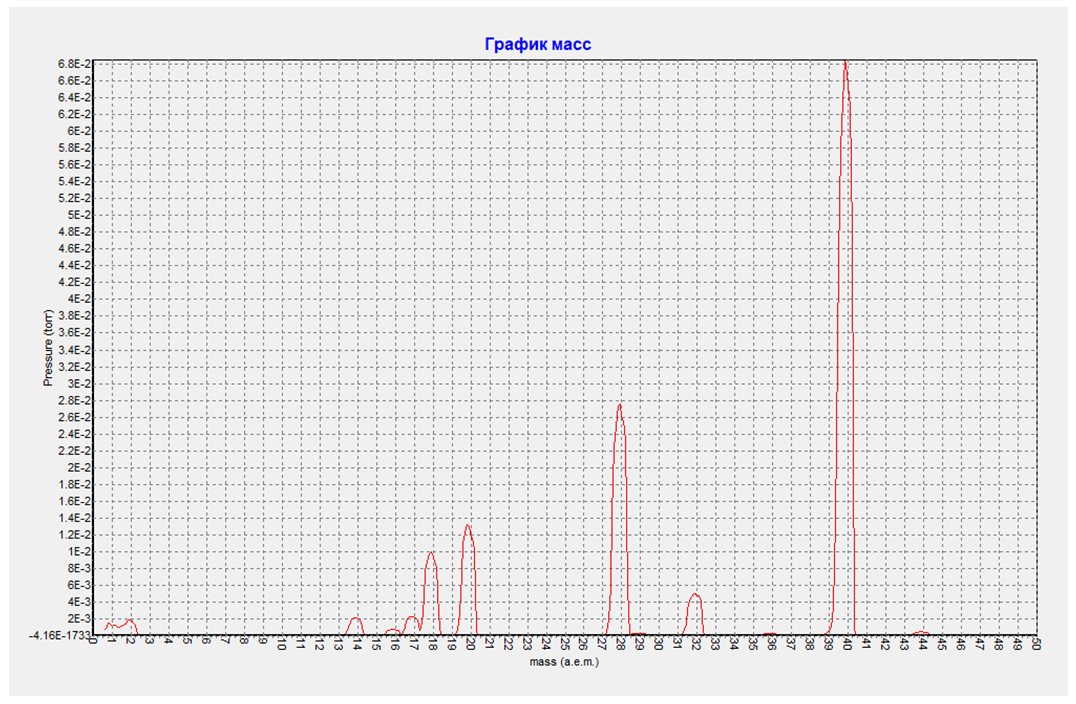 График масс
6.8E-2
6.6E-2
6.4E-2
6.2E-2
6E-2
5.8E-2
5.6E-2
5.4E-2
5.2E-2
5E-2
4.8E-2
4.6E-2
4.4E-2
4.2E-2
4E-2
3.8E-2
3.6E-2
3.4E-2
3.2E-2
3E-2
2.8E-2
2.6E-2
2.4E-2
2.2E-2
2E-2
1.8E-2
1.6E-2
1.4E-2
1.2E-2
1E-2
8E-3
6E-3
4E-3
2E-3
-4.16E-1733
Pressure (torr)
0 1 2 3 4 5 6 7 8 9 10 11 12 13 14 15 16 17 18 19 20 21 22 23 24 25 26 27 28 29 30 31 32 33 34 35 36 37 38 39 40 41 42 43 44 45 46 47 48 49 50
mass (a.e.m.)